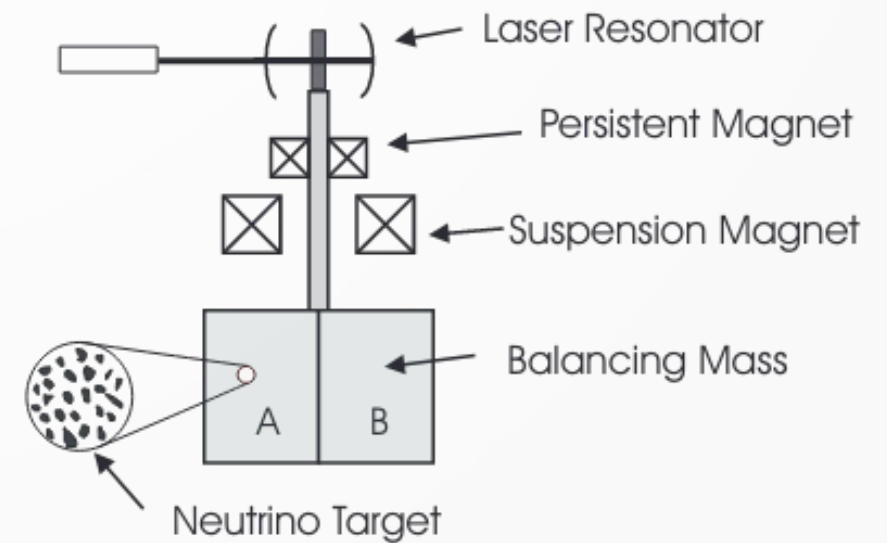 Laser Resonator
Persistent Magnet
Suspension Magnet
Balancing Mass
A
B
Neutrino Target